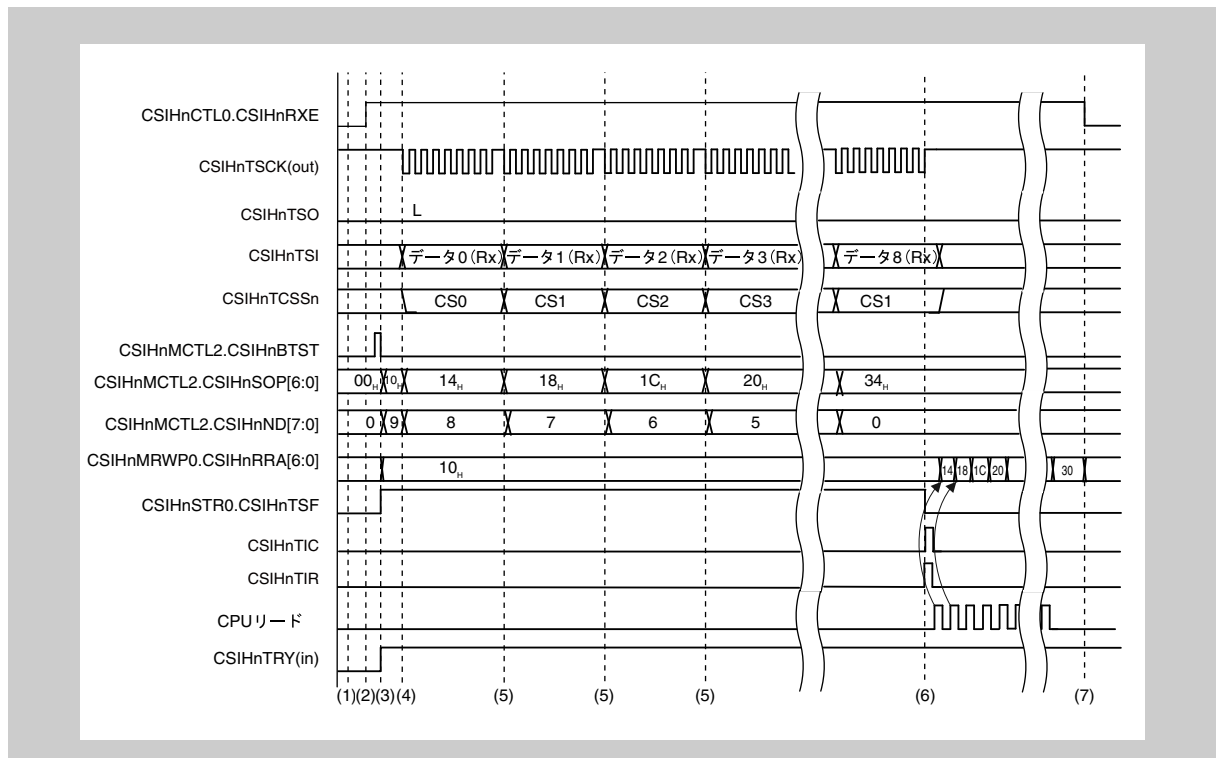 CSIHnCTL0.CSIHnRXE
CSIHnTSCK(out)
CSIHnTSO
L
CSIHnTSI
データ0(Rx) データ1(Rx) データ2(Rx) データ3(Rx) データ8(Rx)
CSIHnTCSSn
CS0 CS1 CS2 CS3 CS1
CSIHnMCTL2.CSIHnBTST
CSIHnMCTL2.CSIHnSOP[6:0]
00H 10H 14H 18H 1CH 20H 34H
CSIHnMCTL2.CSIHnND[7:0]
0 9 8 7 6 5 0
CSIHnMRWP0.CSIHnRRA[6:0]
10H 14 18 1C 20 30
CSIHnSTR0.CSIHnTSF
CSIHnTIC
CSIHnTIR
CPUリード
CSIHnTRY(in)
(1) (2) (3) (4) (5) (5) (5) (6) (7)